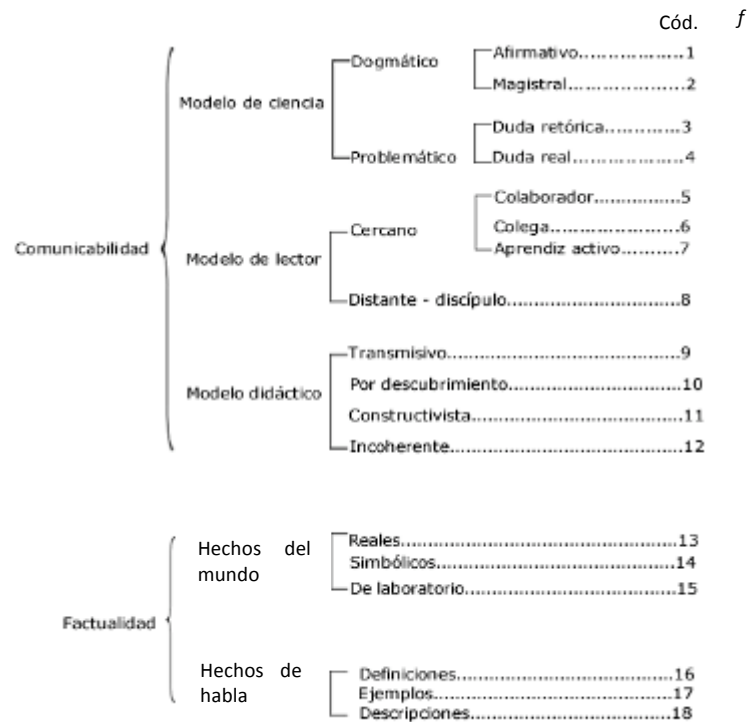 Cód. f
Afirmativo..................1
Dogmático
Magistral......................2
Modelo de ciencia
Duda retórica.............3
Problemático
Duda real...................4
Colaborador...............5
Cercano
Colega.......................6
Aprendiz activo..........7
Comunicabilidad
Modelo de lector
Distante - discípulo..............................8
Transmisivo.........................................9
Por descubrimiento..............................10
Modelo didáctico
Constructivista.....................................11
Incoherente.........................................12
Reales.................................................13
Hechos del
Simbólicos...........................................14
mundo
De laboratorio......................................15
Factualidad
Hechos de
Definiciones.........................................16
habla
Ejemplos..............................................17
Descripciones.......................................18